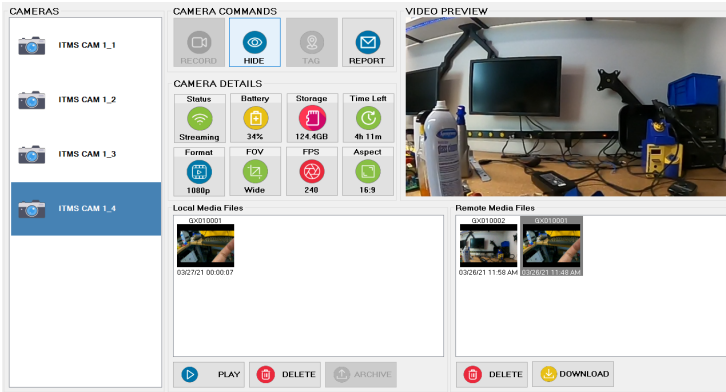 CAMERAS
ITMS CAM 1_1
ITMS CAM 1_2
ITMS CAM 1_3
ITMS CAM 1_4
CAMERA COMMANDS
RECORD
HIDE
TAG
REPORT
CAMERA DETAILS
Status
Battery
Storage
Time Left
Streaming
34%
124.4GB
4h 11m
Format
FOV
FPS
Aspect
1080p
Wide
240
16:9
VIDEO PREVIEW
Local Media Files
GX010001
03/27/21 00:00:07
PLAY
DELETE
ARCHIVE
Remote Media Files
GX010002
GX010001
03/26/21 11:58 AM
03/26/21 11:48 AM
DELETE
DOWNLOAD